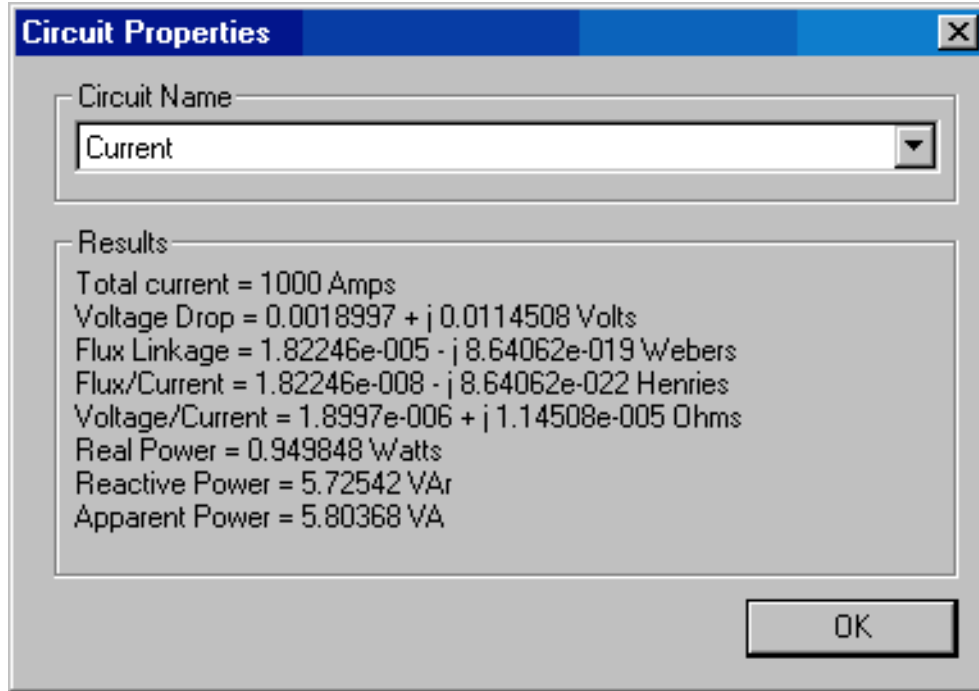 Circuit Properties
Circuit Name
Current
Results
Total current = 1000 Amps
Voltage Drop = 0.0018997 + j 0.0114508 Volts
Flux Linkage = 1.82246e-005 - j 8.64062e-019 Webers
Flux/Current = 1.82246e-008 - j 8.64062e-022 Henries
Voltage/Current = 1.8997e-006 + j 1.14508e-005 Ohms
Real Power = 0.949848 Watts
Reactive Power = 5.72542 VAr
Apparent Power = 5.80368 VA
OK